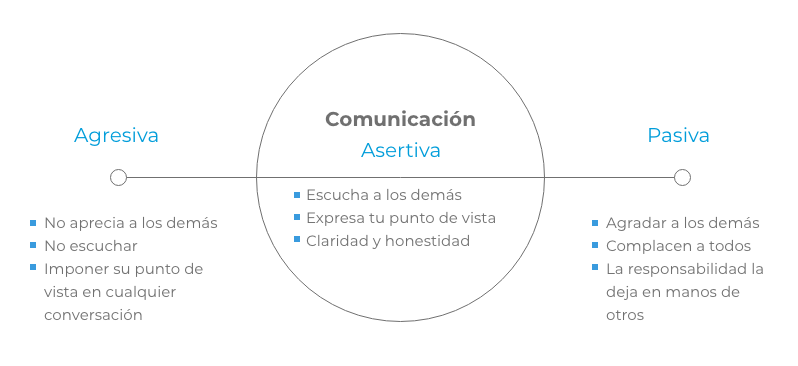 Comunicación
Agresiva
Asertiva
Pasiva
No aprecia a los demás
No escuchar
Imponer su punto de
vista en cualquier
conversación
Escucha a los demás
Expresa tu punto de vista
Claridad y honestidad
Agradar a los demás
Complacen a todos
La responsabilidad la
deja en manos de
otros